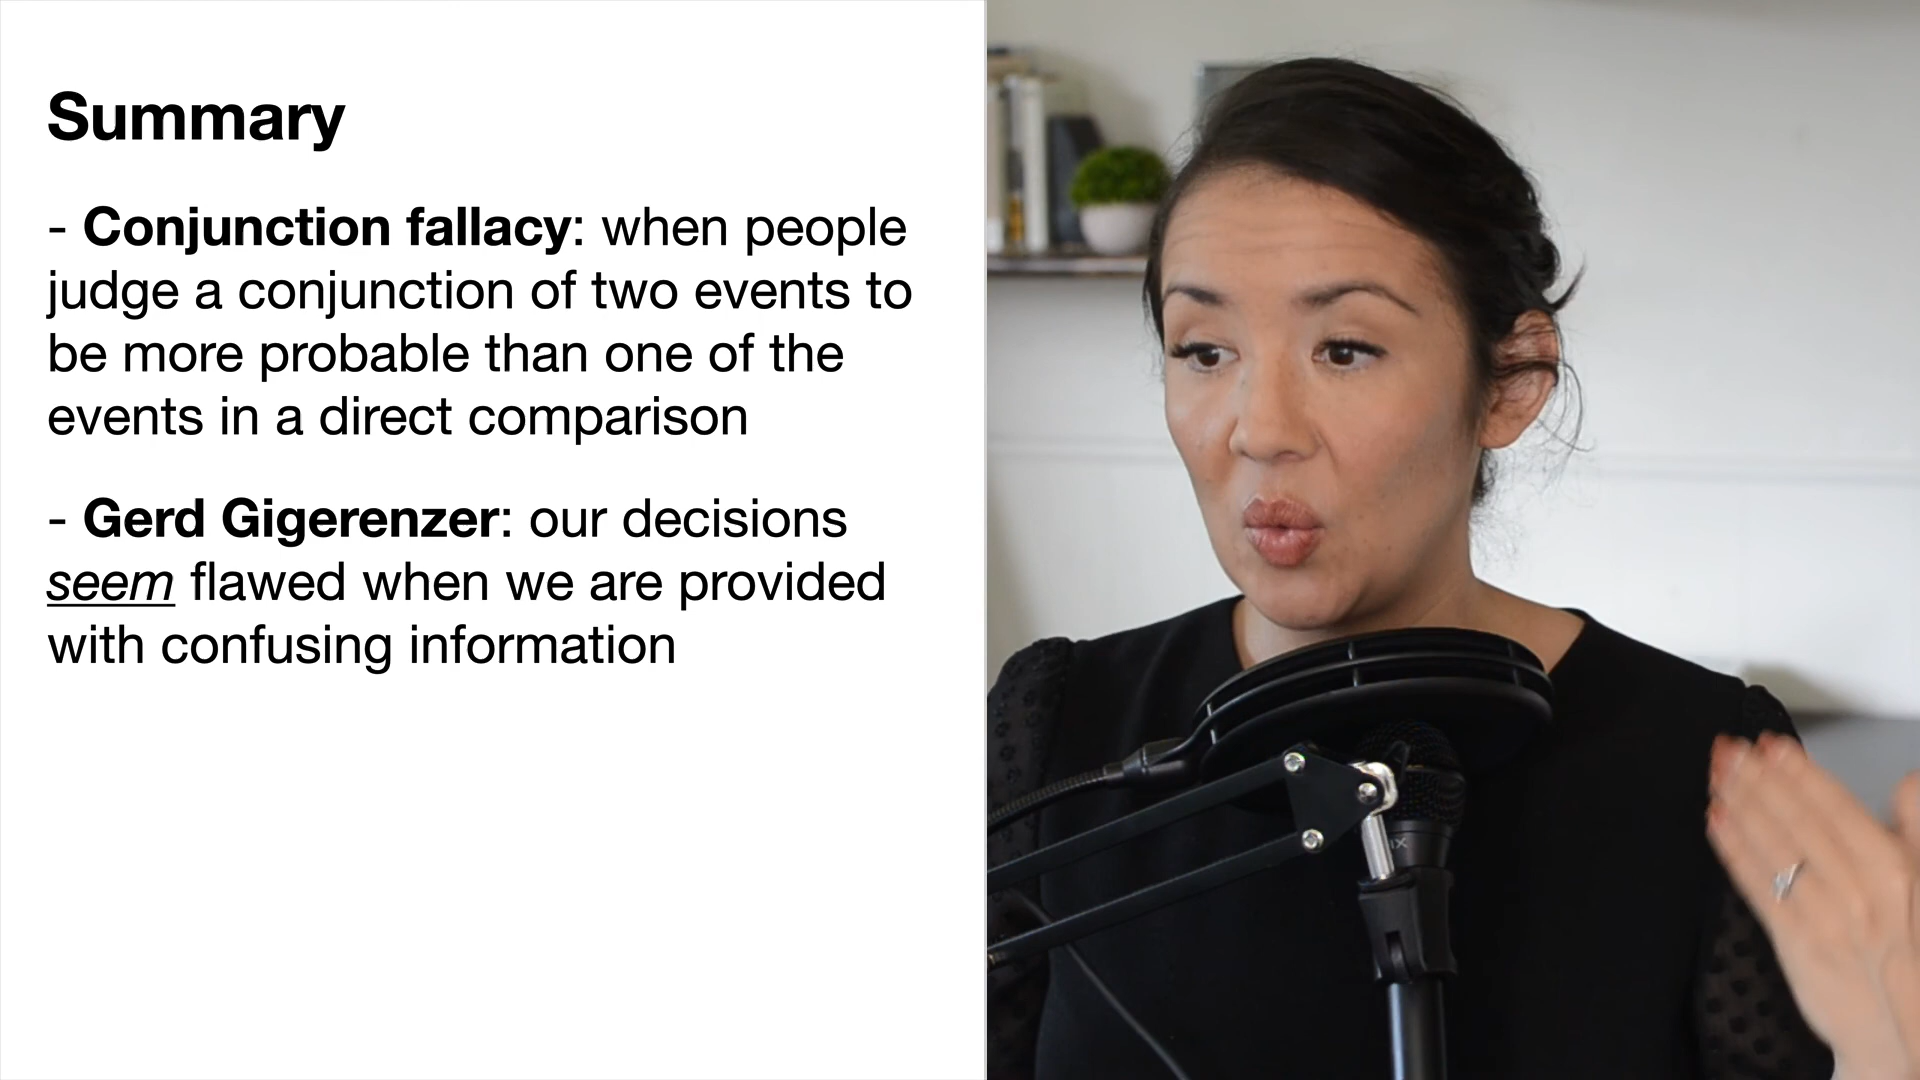 Summary
- Conjunction fallacy: when people
judge a conjunction of two events to
be more probable than one of the
events in a direct comparison
- Gerd Gigerenzer: our decisions
seem flawed when we are provided
with confusing information